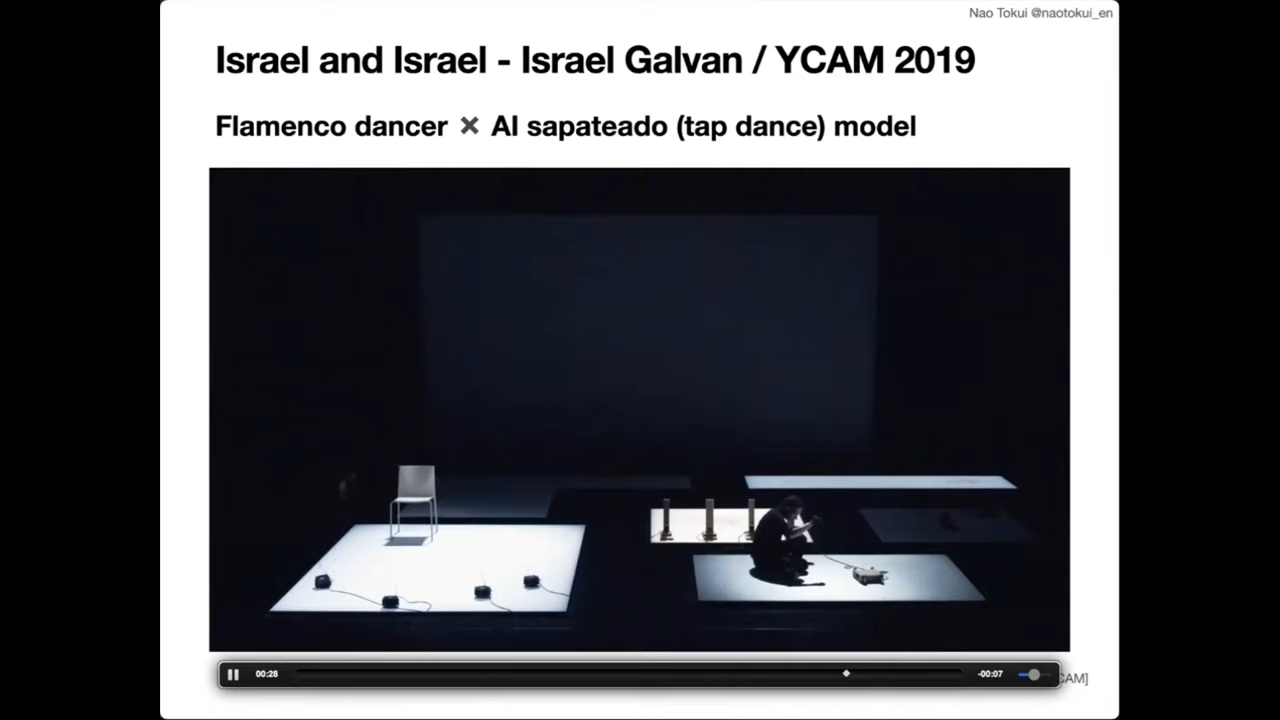 Nao Tokui @naotokui_en
Israel and Israel - Israel Galvan / YCAM 2019
Flamenco dancer ✖ AI sapateado (tap dance) model
00:28
-00:07
CAM]